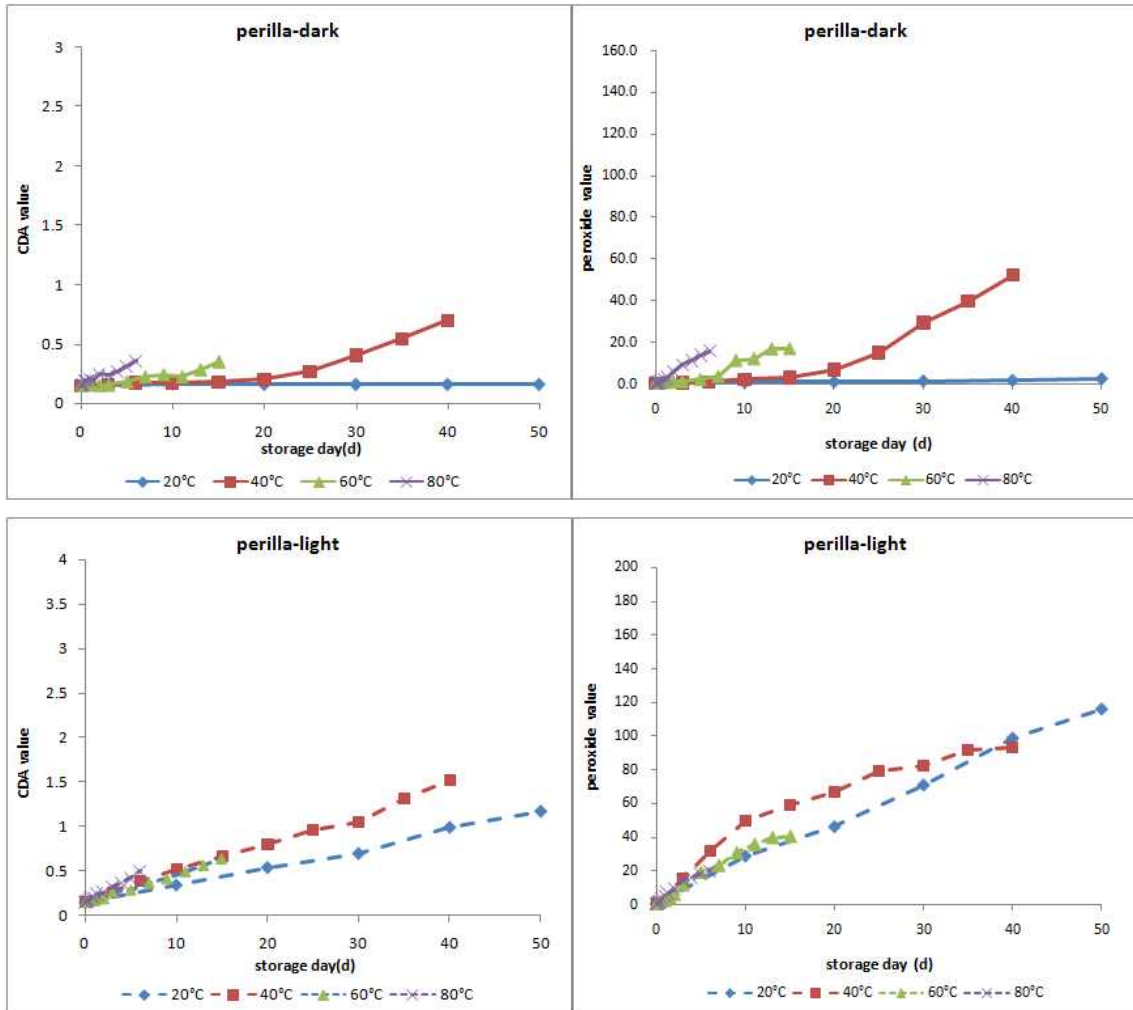 perilla-dark
3
2.5
2
1.5
1
0.5
0
CDA value
0 10 20 30 40 50
storage day(d)
20°C 40°C 60°C 80°C
perilla-dark
160.0
140.0
120.0
100.0
80.0
60.0
40.0
20.0
0.0
peroxide value
0 10 20 30 40 50
storage day (d)
20°C 40°C 60°C 80°C
perilla-light
4
3.5
3
2.5
2
1.5
1
0.5
0
CDA value
0 10 20 30 40 50
storage day(d)
20°C 40°C 60°C 80°C
perilla-light
200
180
160
140
120
100
80
60
40
20
0
peroxide value
0 10 20 30 40 50
storage day (d)
20°C 40°C 60°C 80°C